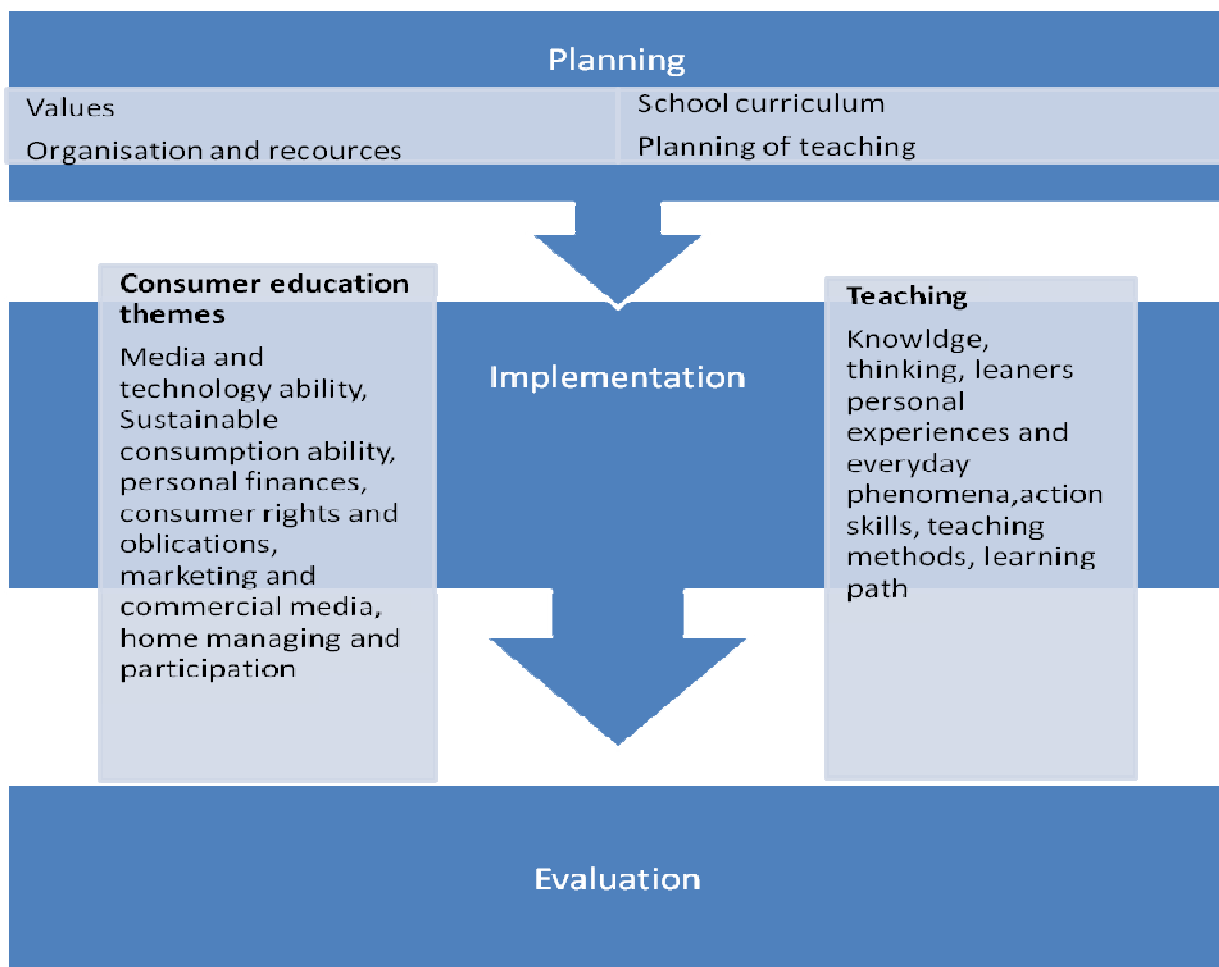 Planning
Values
Organisation and recources
School curriculum
Planning of teaching
Consumer education
themes
Media and
technology ability,
Sustainable
consumption ability,
personal finances,
consumer rights and
oblications,
marketing and
commercial media,
home managing and
participation
Implementation
Teaching
Knowldge,
thinking, leaners
personal
experiences and
everyday
phenomena,action
skills, teaching
methods, learning
path
Evaluation